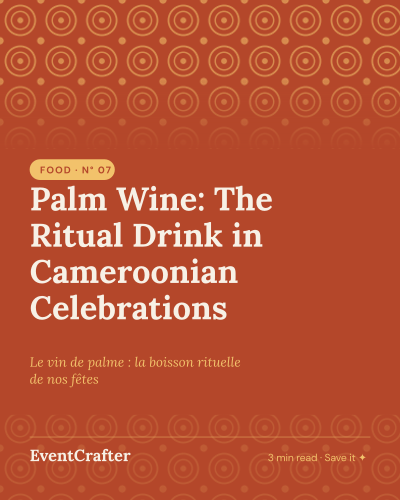 FOOD · N° 07
Palm Wine: The
Ritual Drink in
Cameroonian
Celebrations
Le vin de palme : la boisson rituelle
de nos fêtes
EventCrafter
3 min read · Save it ✦